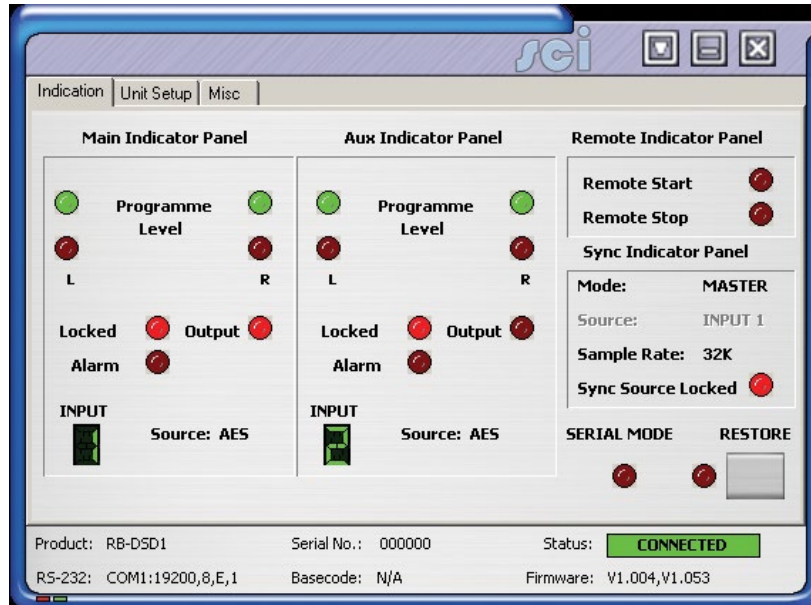 sci
Indication Unit Setup Misc
Main Indicator Panel
Programme
Level
L R
Locked Output
Alarm
INPUT
1 Source: AES
Aux Indicator Panel
Programme
Level
L R
Locked Output
Alarm
INPUT
2 Source: AES
Remote Indicator Panel
Remote Start
Remote Stop
Sync Indicator Panel
Mode: MASTER
Source: INPUT 1
Sample Rate: 32K
Sync Source Locked
SERIAL MODE RESTORE
Product: RB-DSD1 Serial No.: 000000 Status: CONNECTED
RS-232: COM1:19200,8,E,1 Basecode: N/A Firmware: V1.004,V1.053